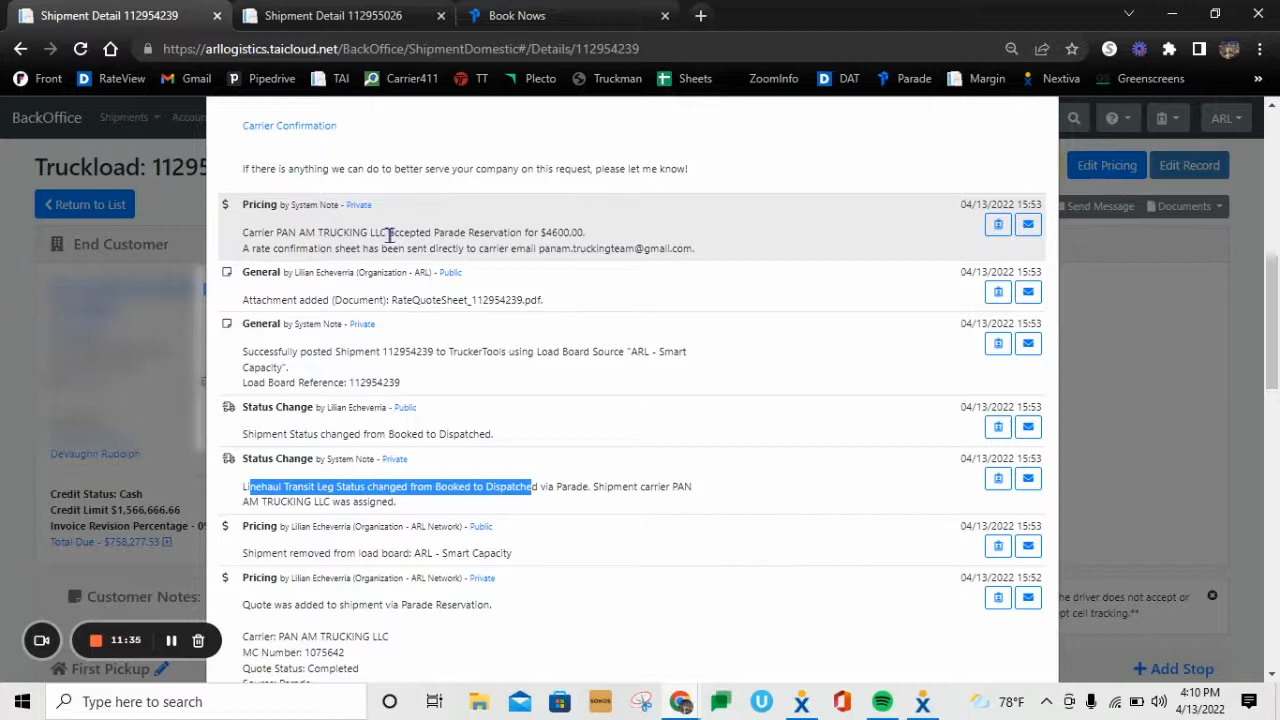 Shipment Detail 112954239
Shipment Detail 112955026
Book Nows
https://arllogistics.taicloud.net/BackOffice/ShipmentDomestic#/Details/112954239
Front RateView Gmail Pipedrive TAI Carrier411 TT Plecto Truckman Sheets ZoomInfo DAT Parade Margin Nextiva Greenscreens »
BackOffice Shipments ARL
Carrier Confirmation
Truckload: 1129
Edit Pricing Edit Record
If there is anything we can do to better serve your company on this request, please let me know!
Return to List
Send Message Documents
Pricing by System Note - Private 04/13/2022 15:53
Carrier PAN AM TRUCKING LLC accepted Parade Reservation for $4600.00.
A rate confirmation sheet has been sent directly to carrier email panam.truckingteam@gmail.com.
End Customer
General by Lilian Echeverria (Organization - ARL) - Public 04/13/2022 15:53
Attachment added (Document): RateQuoteSheet_112954239.pdf.
General by System Note - Private 04/13/2022 15:53
Successfully posted Shipment 112954239 to TruckerTools using Load Board Source "ARL - Smart
Capacity".
Load Board Reference: 112954239
Status Change by Lilian Echeverria - Public 04/13/2022 15:53
Shipment Status changed from Booked to Dispatched.
DeVaughn Rudolph
Status Change by System Note - Private 04/13/2022 15:53
Credit Status: Cash
Linehaul Transit Leg Status changed from Booked to Dispatched via Parade. Shipment carrier PAN
AM TRUCKING LLC was assigned.
Credit Limit $1,566,666.66
Invoice Revision Percentage - 0
Total Due - $758,277.53
Pricing by Lilian Echeverria (Organization - ARL Network) - Public 04/13/2022 15:53
Shipment removed from load board: ARL - Smart Capacity
Pricing by Lilian Echeverria (Organization - ARL Network) - Private 04/13/2022 15:52
Quote was added to shipment via Parade Reservation.
Customer Notes:
the driver does not accept or
pt cell tracking.**
Carrier: PAN AM TRUCKING LLC
MC Number: 1075642
Quote Status: Completed
11:35
First Pickup
Add Stop
Type here to search
SONOS
78°F
4:10 PM
4/13/2022